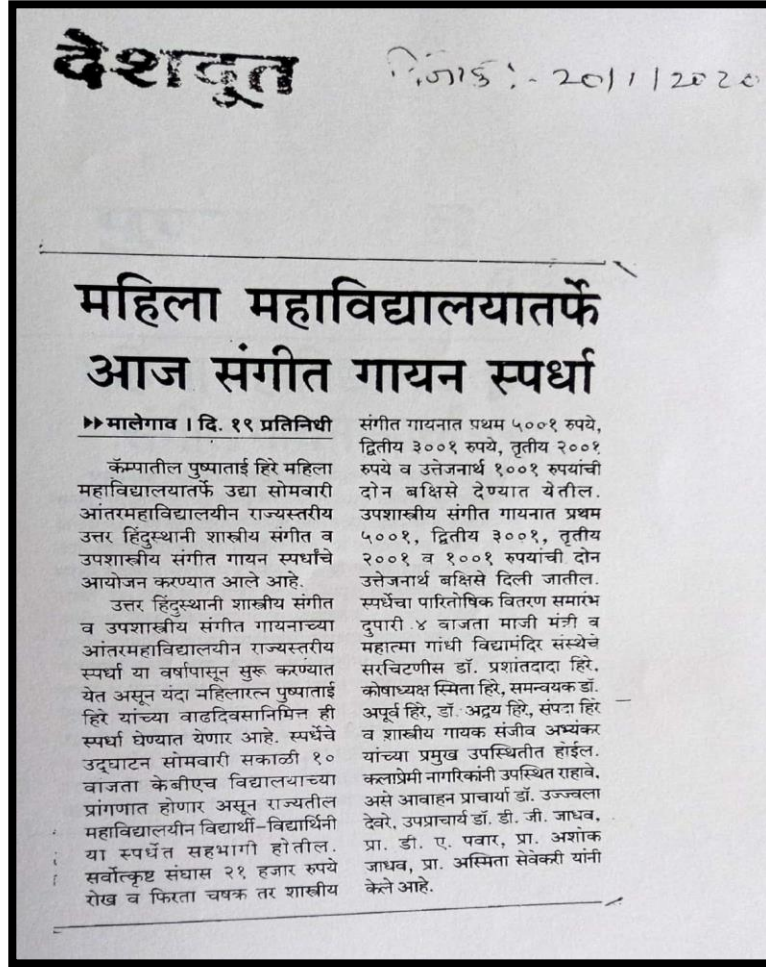 देशदूत
दिनांक :- 20/1/2020
महिला महाविद्यालयातर्फे
आज संगीत गायन स्पर्धा
▶▶मालेगाव । दि. १९ प्रतिनिधी
कॅम्पातील पुष्पाताई हिरे महिला
महाविद्यालयातर्फे उद्या सोमवारी
आंतरमहाविद्यालयीन राज्यस्तरीय
उत्तर हिंदुस्थानी शास्त्रीय संगीत व
उपशास्त्रीय संगीत गायन स्पर्धांचे
आयोजन करण्यात आले आहे.
उत्तर हिंदुस्थानी शास्त्रीय संगीत
व उपशास्त्रीय संगीत गायनाच्या
आंतरमहाविद्यालयीन राज्यस्तरीय
स्पर्धा या वर्षापासून सुरू करण्यात
येत असून यंदा महिलारत्न पुष्पाताई
हिरे यांच्या वाढदिवसानिमित्त ही
स्पर्धा घेण्यात येणार आहे. स्पर्धेचे
उद्घाटन सोमवारी सकाळी १०
वाजता केबीएच विद्यालयाच्या
प्रांगणात होणार असून राज्यतील
महाविद्यालयीन विद्यार्थी–विद्यार्थिनी
या स्पर्धेत सहभागी होतील.
सर्वोत्कृष्ट संघास २१ हजार रुपये
रोख व फिरता चषक तर शास्त्रीय
संगीत गायनात प्रथम ५००१ रुपये,
द्वितीय ३००१ रुपये, तृतीय २००१
रुपये व उत्तेजनार्थ १००१ रुपयांची
दोन बक्षिसे देण्यात येतील.
उपशास्त्रीय संगीत गायनात प्रथम
५००१, द्वितीय ३००१, तृतीय
२००१ व १००१ रुपयांची दोन
उत्तेजनार्थ बक्षिसे दिली जातील.
स्पर्धेचा पारितोषिक वितरण समारंभ
दुपारी ४ वाजता माजी मंत्री व
महात्मा गांधी विद्यामंदिर संस्थेचे
सरचिटणीस डॉ. प्रशांतदादा हिरे,
कोषाध्यक्ष स्मिता हिरे, समन्वयक डॉ.
अपूर्व हिरे, डॉ. अद्वय हिरे, संपदा हिरे
व शास्त्रीय गायक संजीव अभ्यंकर
यांच्या प्रमुख उपस्थितीत होईल.
कलाप्रेमी नागरिकांनी उपस्थित राहावे,
असे आवाहन प्राचार्या डॉ. उज्ज्वला
देवरे, उपप्राचार्य डॉ. डी. जी. जाधव,
प्रा. डी. ए. पवार, प्रा. अशोक
जाधव, प्रा. अस्मिता सेवेकरी यांनी
केले आहे.